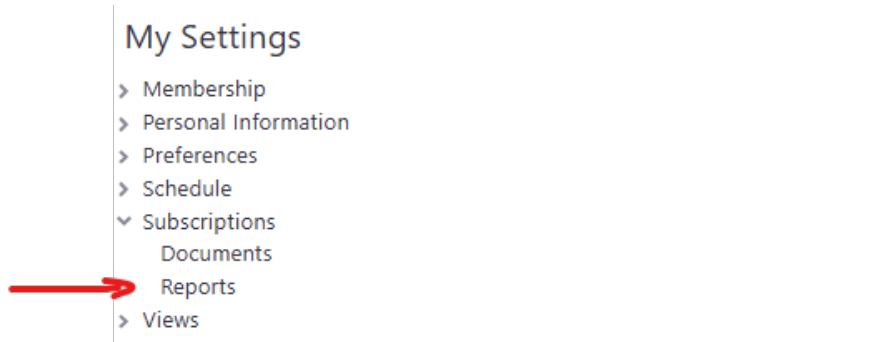 My Settings
Membership
Personal Information
Preferences
Schedule
Subscriptions
Documents
Reports
Views